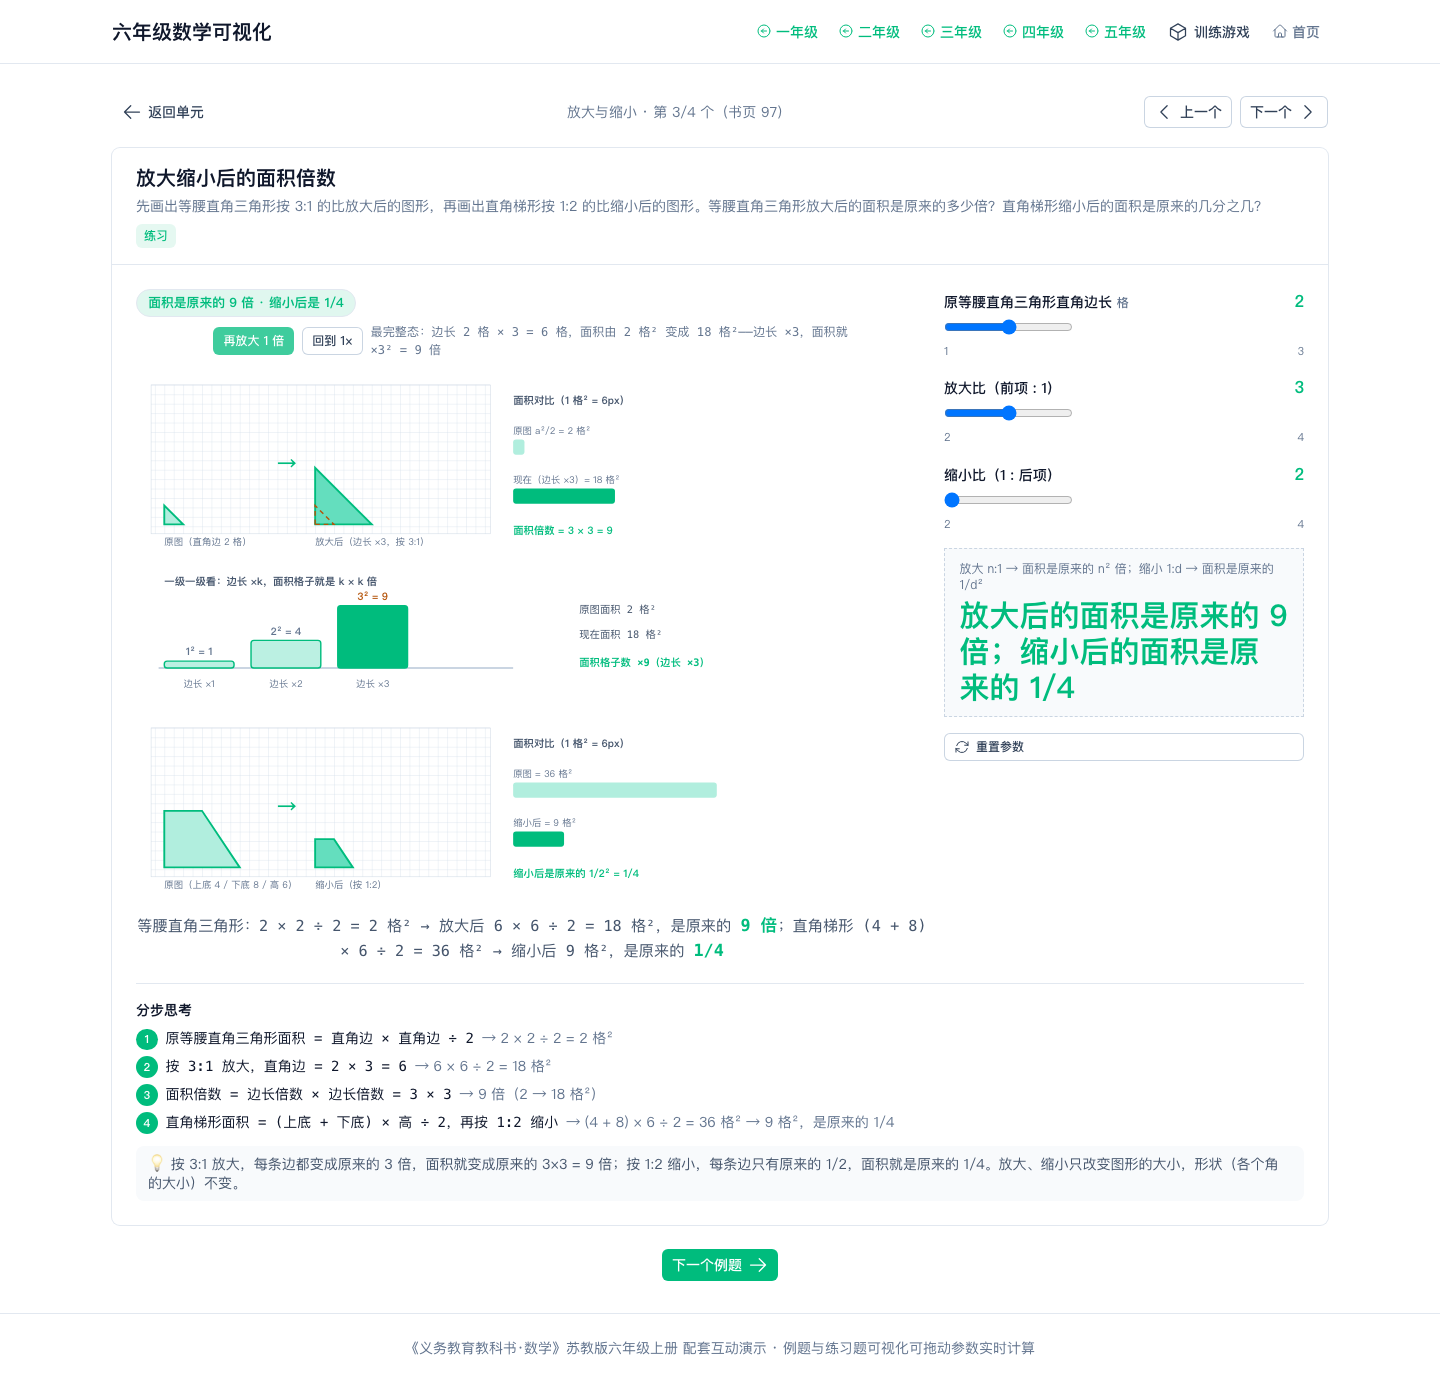 六年级数学可视化
一年级
二年级
三年级
四年级
五年级
训练游戏
首页
返回单元
放大与缩小 · 第 3/4 个（书页 97）
上一个
下一个
放大缩小后的面积倍数
先画出等腰直角三角形按 3:1 的比放大后的图形，再画出直角梯形按 1:2 的比缩小后的图形。等腰直角三角形放大后的面积是原来的多少倍？直角梯形缩小后的面积是原来的几分之几？
练习
面积是原来的 9 倍 · 缩小后是 1/4
再放大 1 倍
回到 1x
最完整态：边长 2 格 × 3 = 6 格，面积由 2 格² 变成 18 格²——边长 ×3，面积就
×3² = 9 倍
→
原图（直角边 2 格）
放大后（边长 ×3，按 3:1）
面积对比（1 格² = 6px）
原图 a²/2 = 2 格²
现在（边长 ×3）= 18 格²
面积倍数 = 3 × 3 = 9
一级一级看：边长 ×k，面积格子就是 k × k 倍
1² = 1
2² = 4
3² = 9
边长 ×1
边长 ×2
边长 ×3
原图面积 2 格²
现在面积 18 格²
面积格子数 ×9（边长 ×3）
→
原图（上底 4 / 下底 8 / 高 6）
缩小后（按 1:2）
面积对比（1 格² = 6px）
原图 = 36 格²
缩小后 = 9 格²
缩小后是原来的 1/2² = 1/4
等腰直角三角形：2 × 2 ÷ 2 = 2 格² → 放大后 6 × 6 ÷ 2 = 18 格²，是原来的 9 倍；直角梯形 (4 + 8)
× 6 ÷ 2 = 36 格² → 缩小后 9 格²，是原来的 1/4
原等腰直角三角形直角边长 格
2
1
3
放大比（前项 : 1）
3
2
4
缩小比（1 : 后项）
2
2
4
放大 n:1 → 面积是原来的 n² 倍；缩小 1:d → 面积是原来的
1/d²
放大后的面积是原来的 9
倍；缩小后的面积是原
来的 1/4
重置参数
分步思考
1 原等腰直角三角形面积 = 直角边 × 直角边 ÷ 2 → 2 × 2 ÷ 2 = 2 格²
2 按 3:1 放大，直角边 = 2 × 3 = 6 → 6 × 6 ÷ 2 = 18 格²
3 面积倍数 = 边长倍数 × 边长倍数 = 3 × 3 → 9 倍（2 → 18 格²）
4 直角梯形面积 = (上底 + 下底) × 高 ÷ 2，再按 1:2 缩小 → (4 + 8) × 6 ÷ 2 = 36 格² → 9 格²，是原来的 1/4
💡 按 3:1 放大，每条边都变成原来的 3 倍，面积就变成原来的 3×3 = 9 倍；按 1:2 缩小，每条边只有原来的 1/2，面积就是原来的 1/4。放大、缩小只改变图形的大小，形状（各个角
的大小）不变。
下一个例题
《义务教育教科书·数学》苏教版六年级上册 配套互动演示 · 例题与练习题可视化可拖动参数实时计算